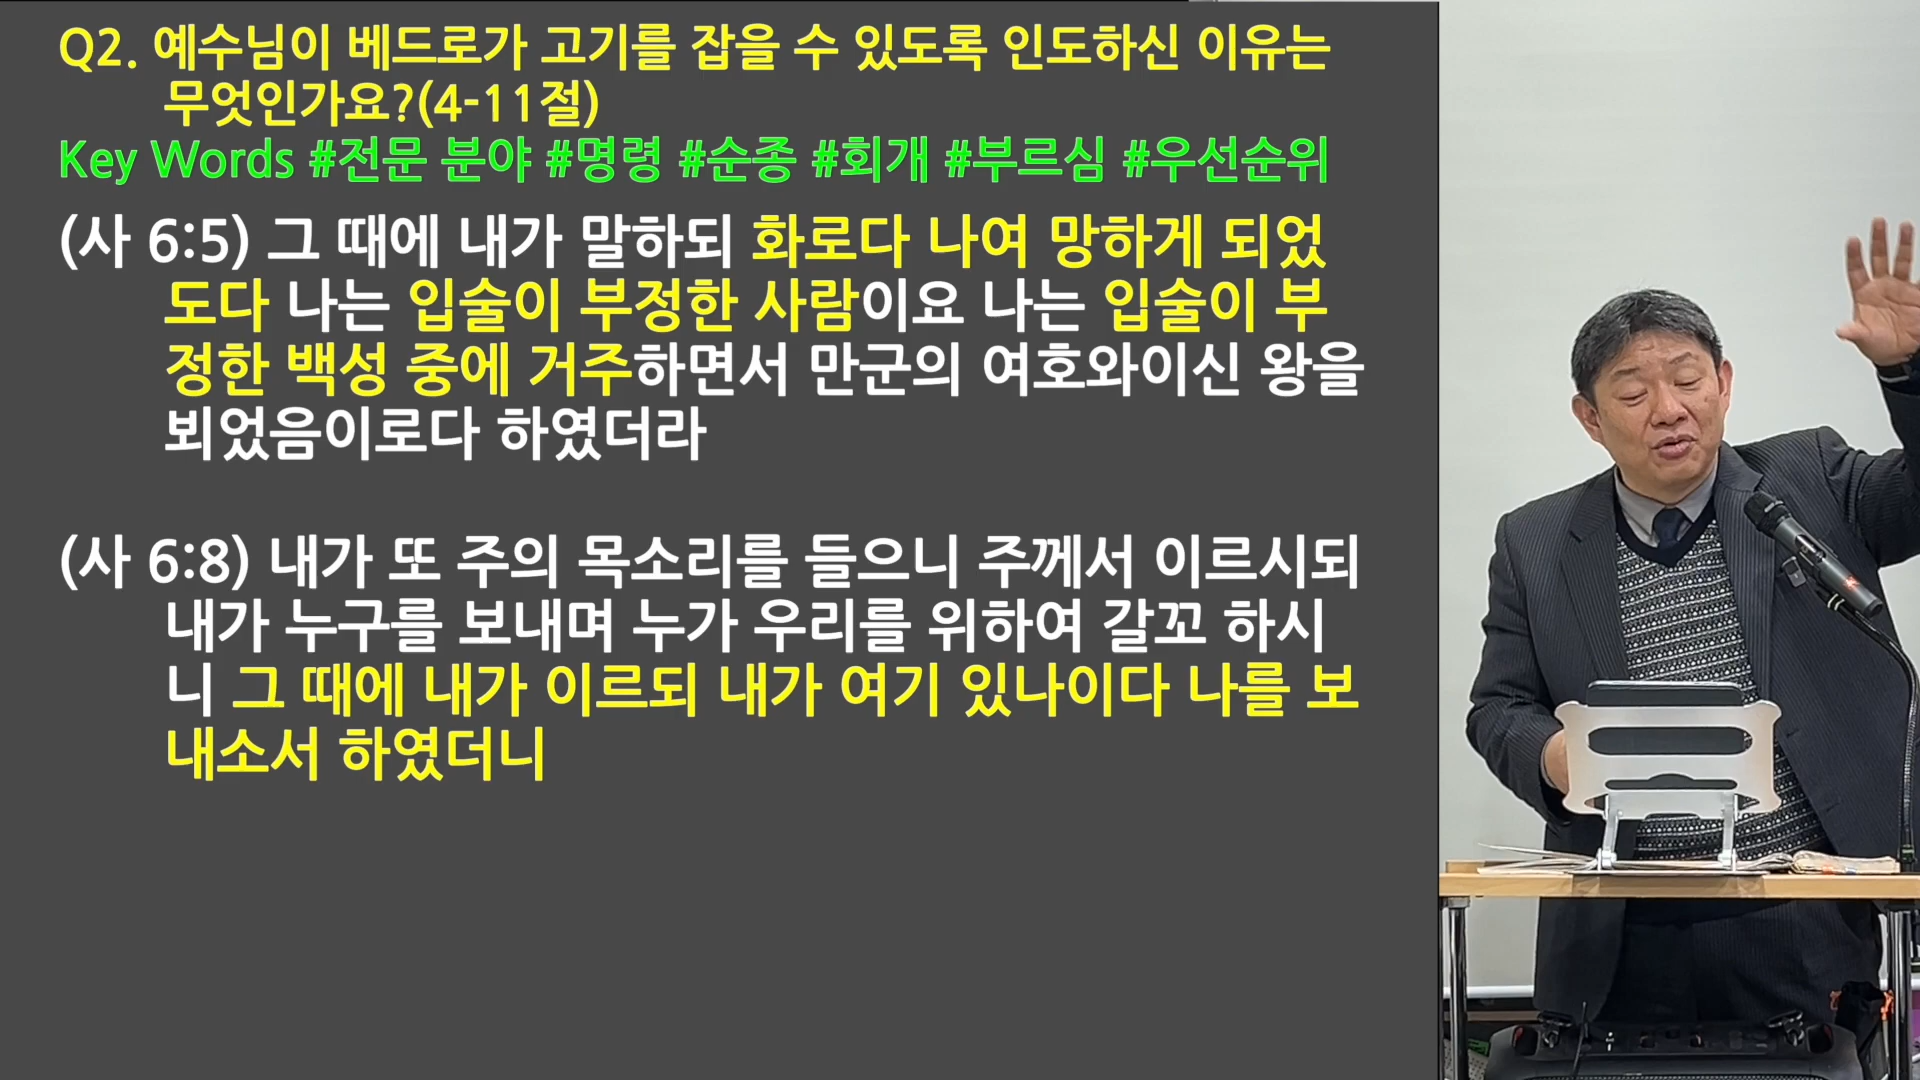 Q2. 예수님이 베드로가 고기를 잡을 수 있도록 인도하신 이유는
무엇인가요?(4-11절)
Key Words #전문 분야 #명령 #순종 #회개 #부르심 #우선순위
(사 6:5) 그 때에 내가 말하되 화로다 나여 망하게 되었
도다 나는 입술이 부정한 사람이요 나는 입술이 부
정한 백성 중에 거주하면서 만군의 여호와이신 왕을
뵈었음이로다 하였더라
(사 6:8) 내가 또 주의 목소리를 들으니 주께서 이르시되
내가 누구를 보내며 누가 우리를 위하여 갈꼬 하시
니 그 때에 내가 이르되 내가 여기 있나이다 나를 보
내소서 하였더니